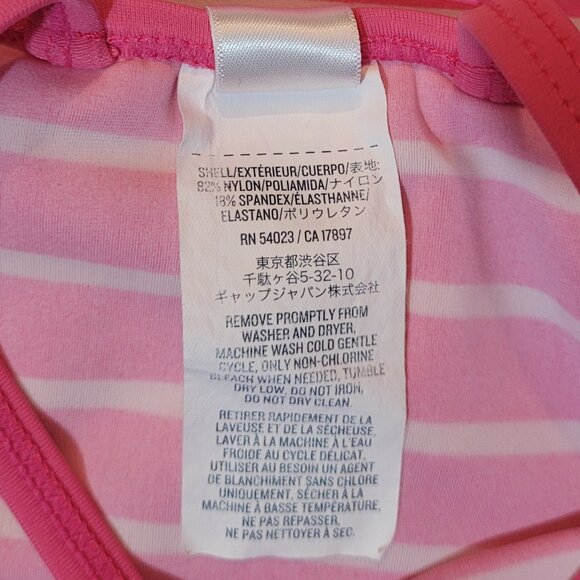 SHELL/EXTÉRIEUR/CUERPO/表地:
82% NYLON/POLIAMIDA/ナイロン
18% SPANDEX/ÉLASTHANNE/
ELASTANO/ポリウレタン
RN 54023 / CA 17897
東京都渋谷区
千駄ヶ谷5-32-10
ギャップジャパン株式会社
REMOVE PROMPTLY FROM
WASHER AND DRYER,
MACHINE WASH COLD GENTLE
CYCLE, ONLY NON-CHLORINE
BLEACH WHEN NEEDED, TUMBLE
DRY LOW, DO NOT IRON,
DO NOT DRY CLEAN.
RETIRER RAPIDEMENT DE LA
LAVEUSE ET DE LA SÉCHEUSE,
LAVER À LA MACHINE À L'EAU
FROIDE AU CYCLE DÉLICAT,
UTILISER AU BESOIN UN AGENT
DE BLANCHIMENT SANS CHLORE
UNIQUEMENT, SÉCHER À LA
MACHINE À BASSE TEMPÉRATURE,
NE PAS REPASSER,
NE PAS NETTOYER À SEC.